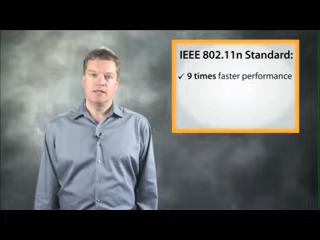 IEEE 802.11n Standard:
✓ 9 times faster performance